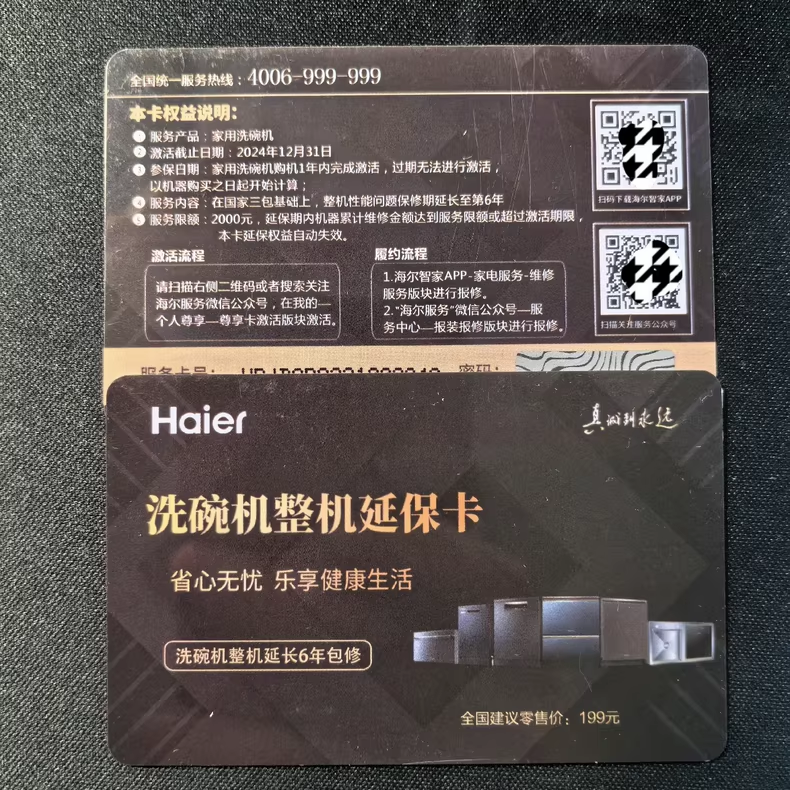 全国统一服务热线：4006-999-999
本卡权益说明：
1 服务产品：家用洗碗机
2 激活截止日期：2024年12月31日
3 参保日期：家用洗碗机购机1年内完成激活，过期无法进行激活，
以机器购买之日起开始计算；
4 服务内容：在国家三包基础上，整机性能问题保修期延长至第6年
5 服务限额：2000元，延保期内机器累计维修金额达到服务限额或超过激活期限，
本卡延保权益自动失效。
扫码下载海尔智家APP
激活流程
请扫描右侧二维码或者搜索关注
海尔服务微信公众号，在我的—
个人尊享—尊享卡激活版块激活。
履约流程
1.海尔智家APP-家电服务-维修
服务版块进行报修。
2.“海尔服务”微信公众号—服
务中心—报装报修版块进行报修。
扫描关注服务公众号
服务卡号：
密码：
Haier
真诚到永远
洗碗机整机延保卡
省心无忧 乐享健康生活
洗碗机整机延长6年包修
全国建议零售价：199元